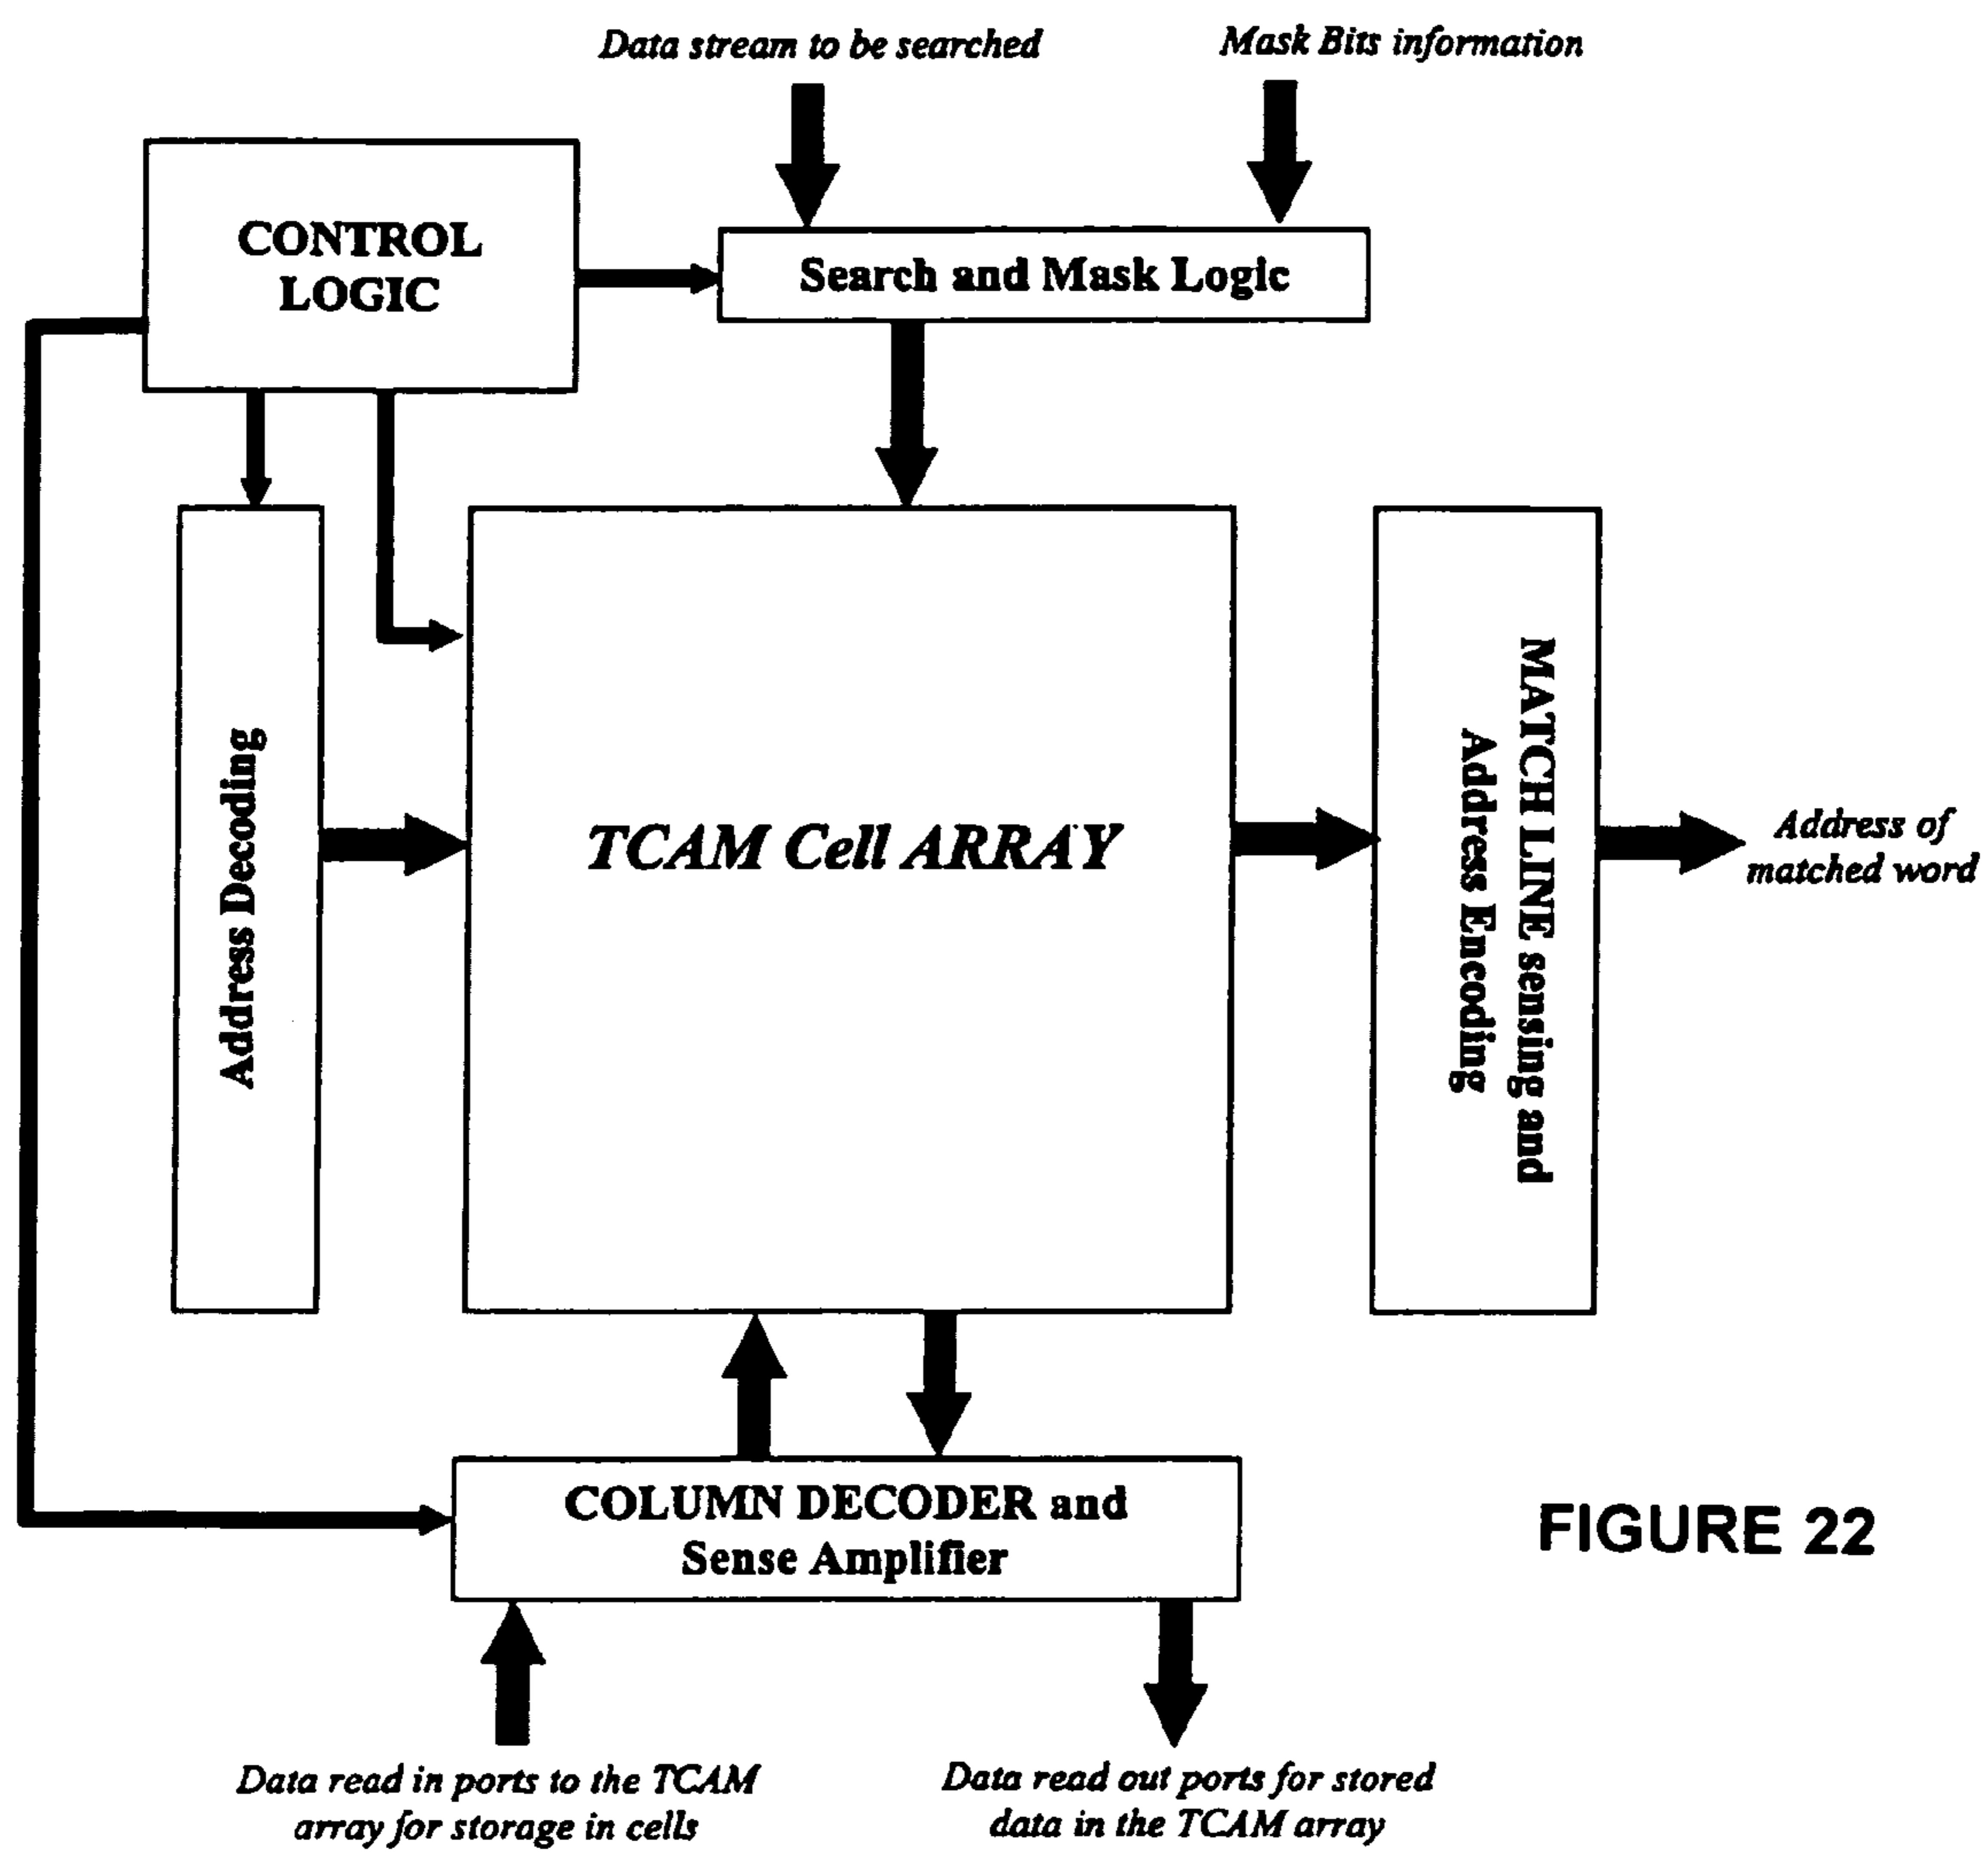 Data stream to be searched
Mask Bits information
CONTROL
LOGIC
Search and Mask Logic
Address Decoding
TCAM Cell ARRAY
MATCH LINE sensing and
Address Encoding
Address of
matched word
COLUMN DECODER and
Sense Amplifier
FIGURE 22
Data read in ports to the TCAM
array for storage in cells
Data read out ports for stored
data in the TCAM array